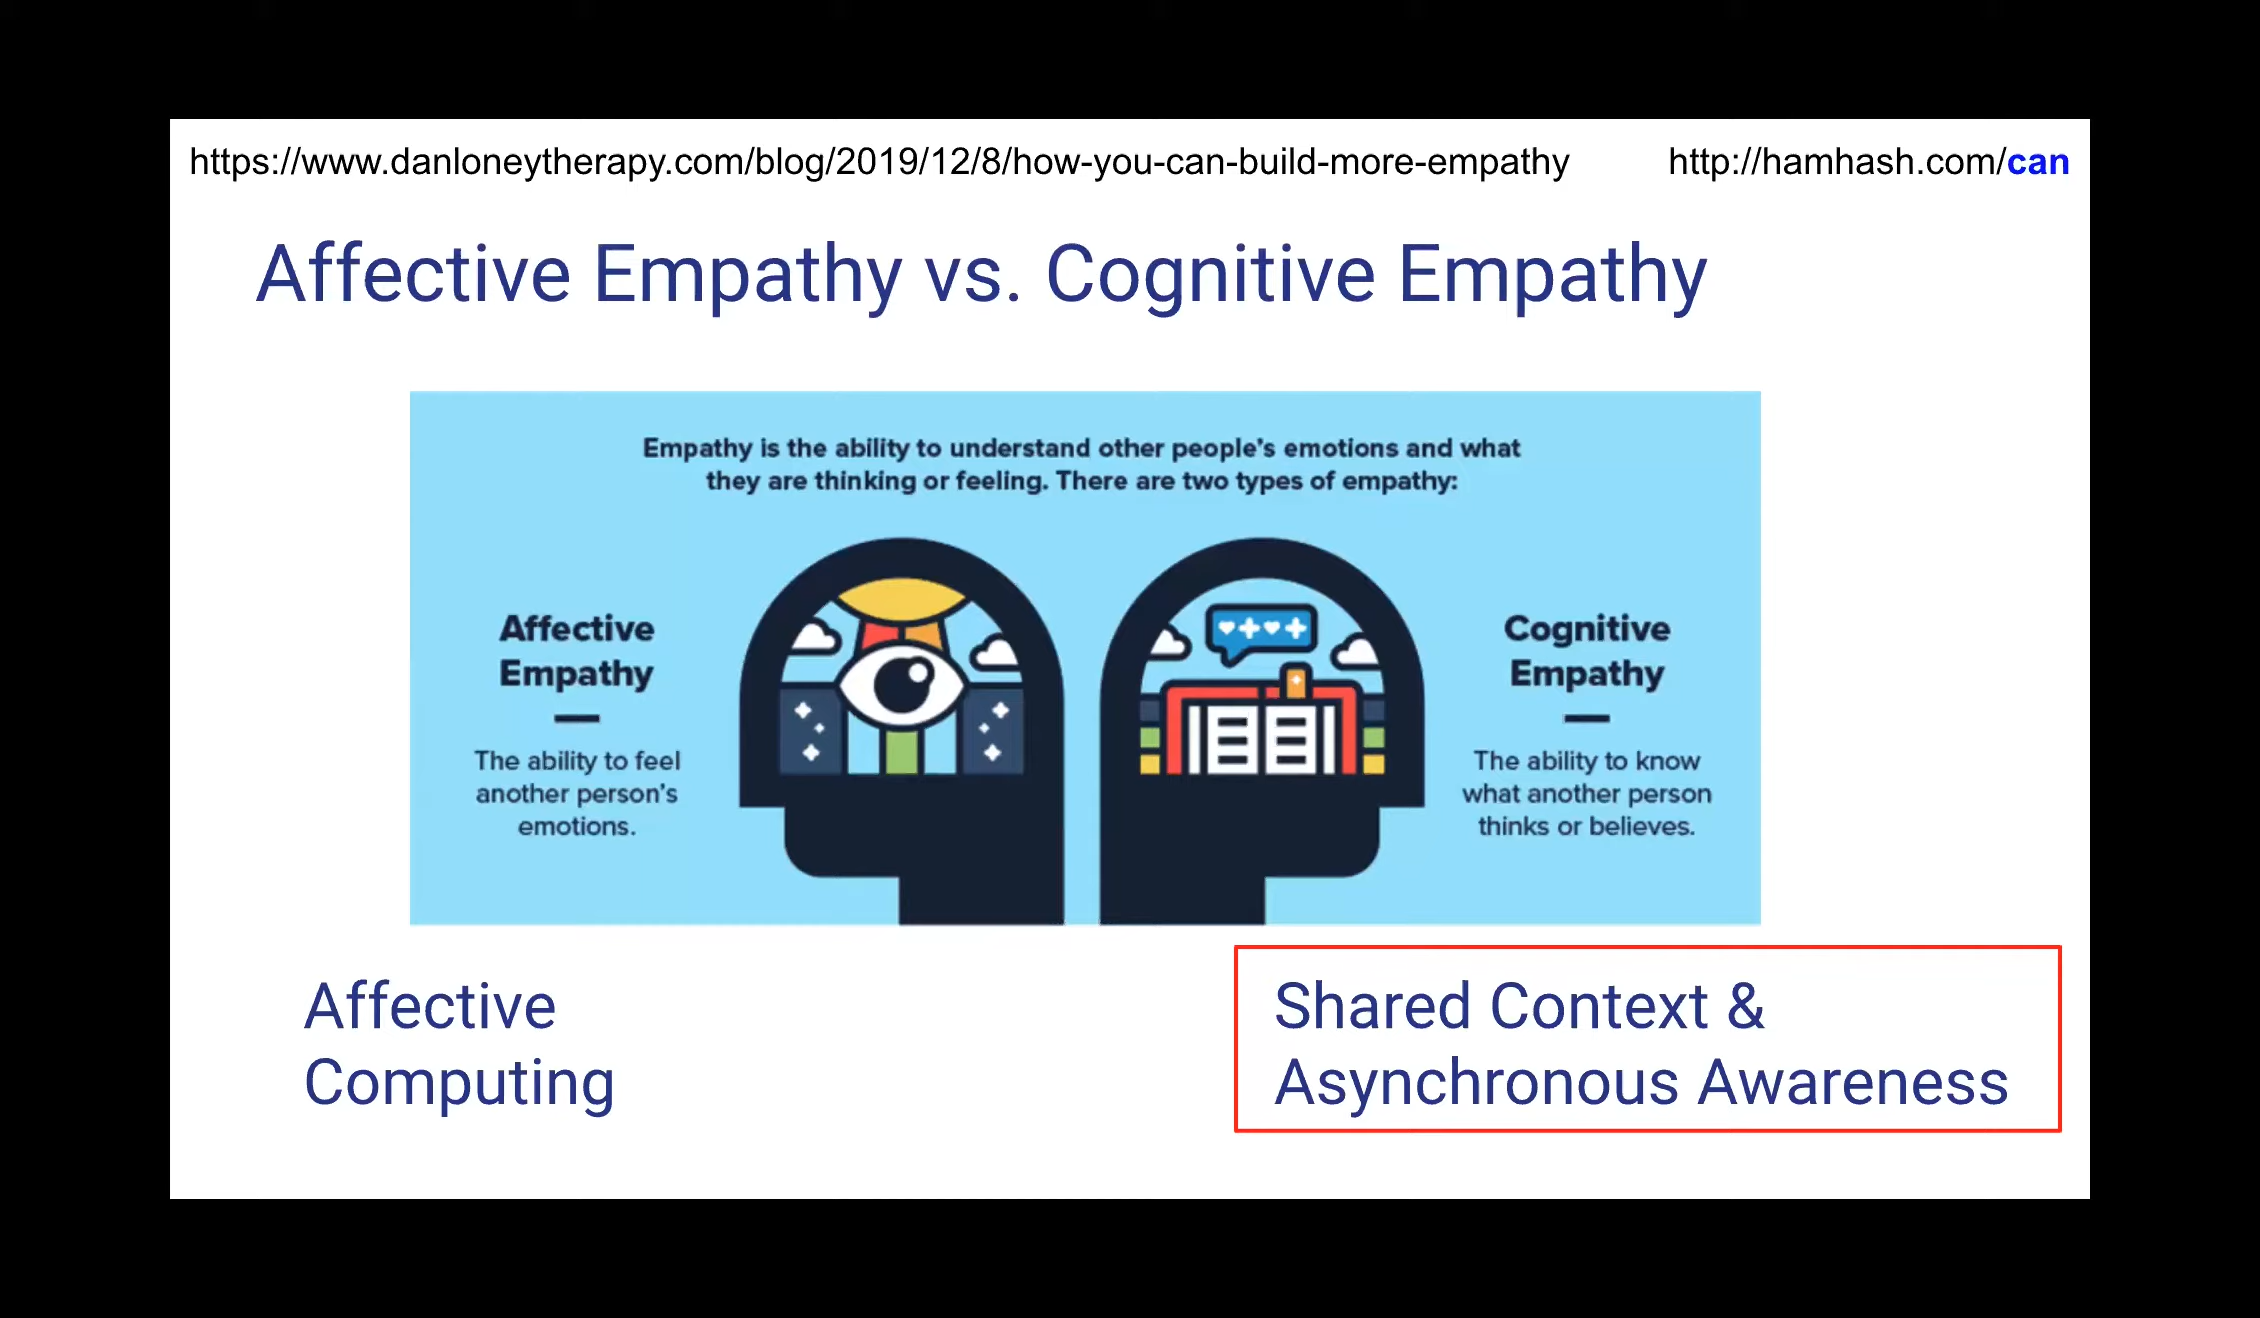 https://www.danloneytherapy.com/blog/2019/12/8/how-you-can-build-more-empathy
http://hamhash.com/can
Affective Empathy vs. Cognitive Empathy
Empathy is the ability to understand other people's emotions and what
they are thinking or feeling. There are two types of empathy:
Affective
Empathy
The ability to feel
another person's
emotions.
Cognitive
Empathy
The ability to know
what another person
thinks or believes.
Affective
Computing
Shared Context &
Asynchronous Awareness